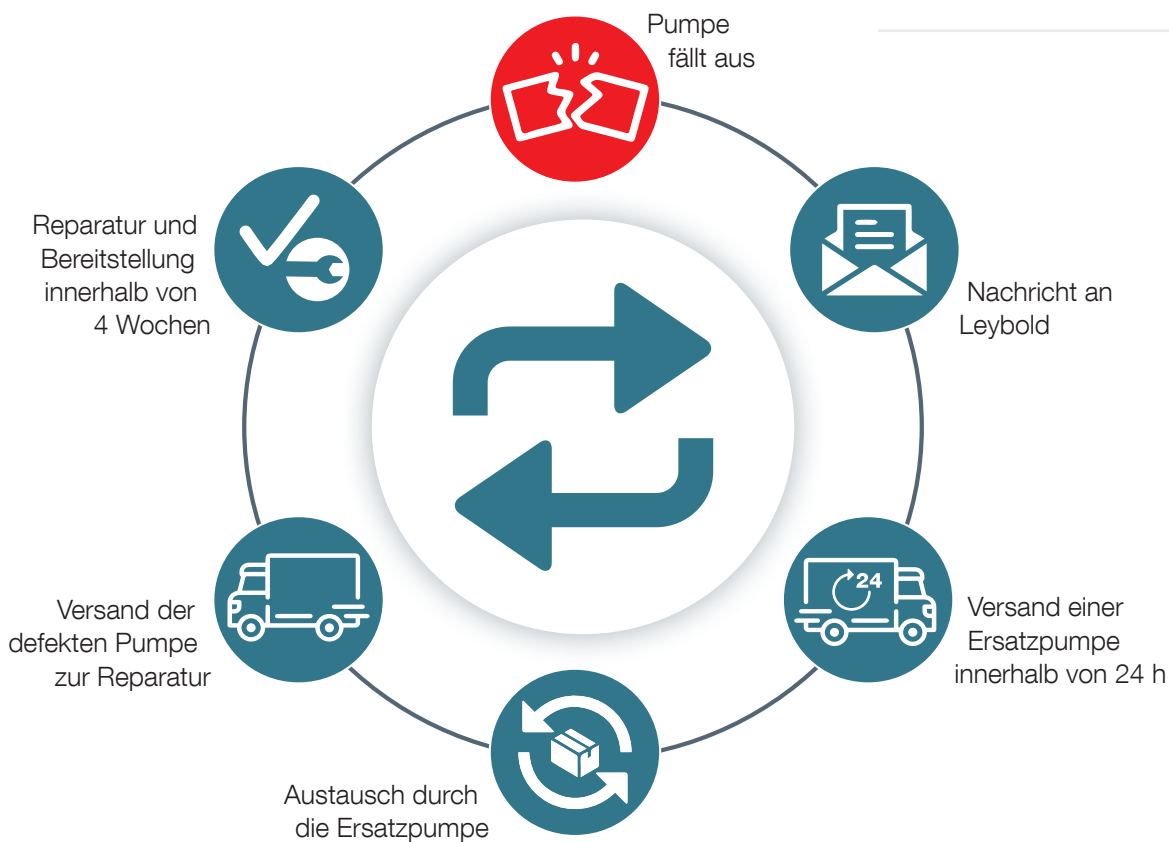 Pumpe
fällt aus
Nachricht an
Leybold
24
Versand einer
Ersatzpumpe
innerhalb von 24 h
Austausch durch
die Ersatzpumpe
Versand der
defekten Pumpe
zur Reparatur
Reparatur und
Bereitstellung
innerhalb von
4 Wochen